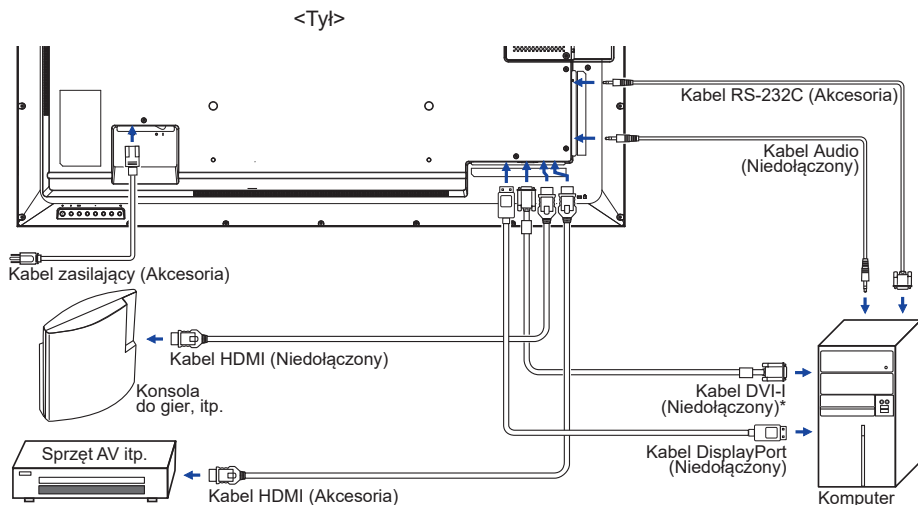 <Tył>
Kabel RS-232C (Akcesoria)
Kabel Audio
(Niedołączony)
Kabel zasilający (Akcesoria)
Kabel HDMI (Niedołączony)
Konsola
do gier, itp.
Kabel DVI-I
(Niedołączony)*
Kabel DisplayPort
(Niedołączony)
Sprzęt AV itp.
Kabel HDMI (Akcesoria)
Komputer